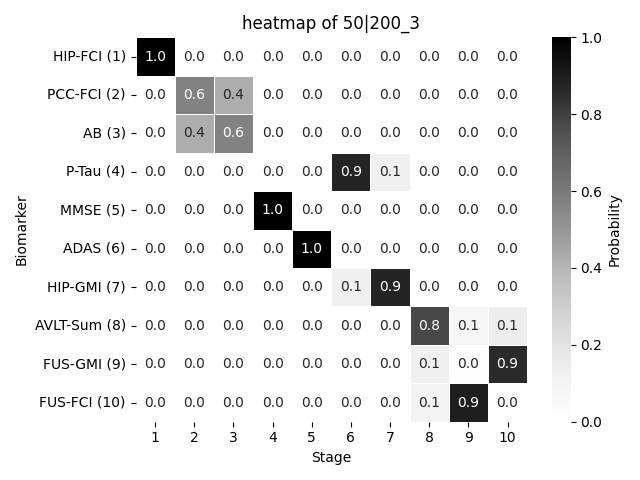 heatmap of 50|200_3
HIP-FCI (1) 1.0 0.0 0.0 0.0 0.0 0.0 0.0 0.0 0.0 0.0
PCC-FCI (2) 0.0 0.6 0.4 0.0 0.0 0.0 0.0 0.0 0.0 0.0
AB (3) 0.0 0.4 0.6 0.0 0.0 0.0 0.0 0.0 0.0 0.0
P-Tau (4) 0.0 0.0 0.0 0.0 0.0 0.9 0.1 0.0 0.0 0.0
MMSE (5) 0.0 0.0 0.0 1.0 0.0 0.0 0.0 0.0 0.0 0.0
ADAS (6) 0.0 0.0 0.0 0.0 1.0 0.0 0.0 0.0 0.0 0.0
HIP-GMI (7) 0.0 0.0 0.0 0.0 0.0 0.1 0.9 0.0 0.0 0.0
AVLT-Sum (8) 0.0 0.0 0.0 0.0 0.0 0.0 0.0 0.8 0.1 0.1
FUS-GMI (9) 0.0 0.0 0.0 0.0 0.0 0.0 0.0 0.1 0.0 0.9
FUS-FCI (10) 0.0 0.0 0.0 0.0 0.0 0.0 0.0 0.1 0.9 0.0
1 2 3 4 5 6 7 8 9 10
Stage
Biomarker
1.0
0.8
0.6
0.4
0.2
0.0
Probability